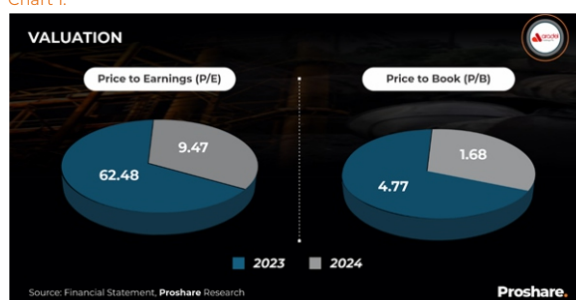 Chart 1:
VALUATION
aradel
Price to Earnings (P/E)
Price to Book (P/B)
9.47
62.48
1.68
4.77
2023
2024
Source: Financial Statement, Proshare Research
Proshare.